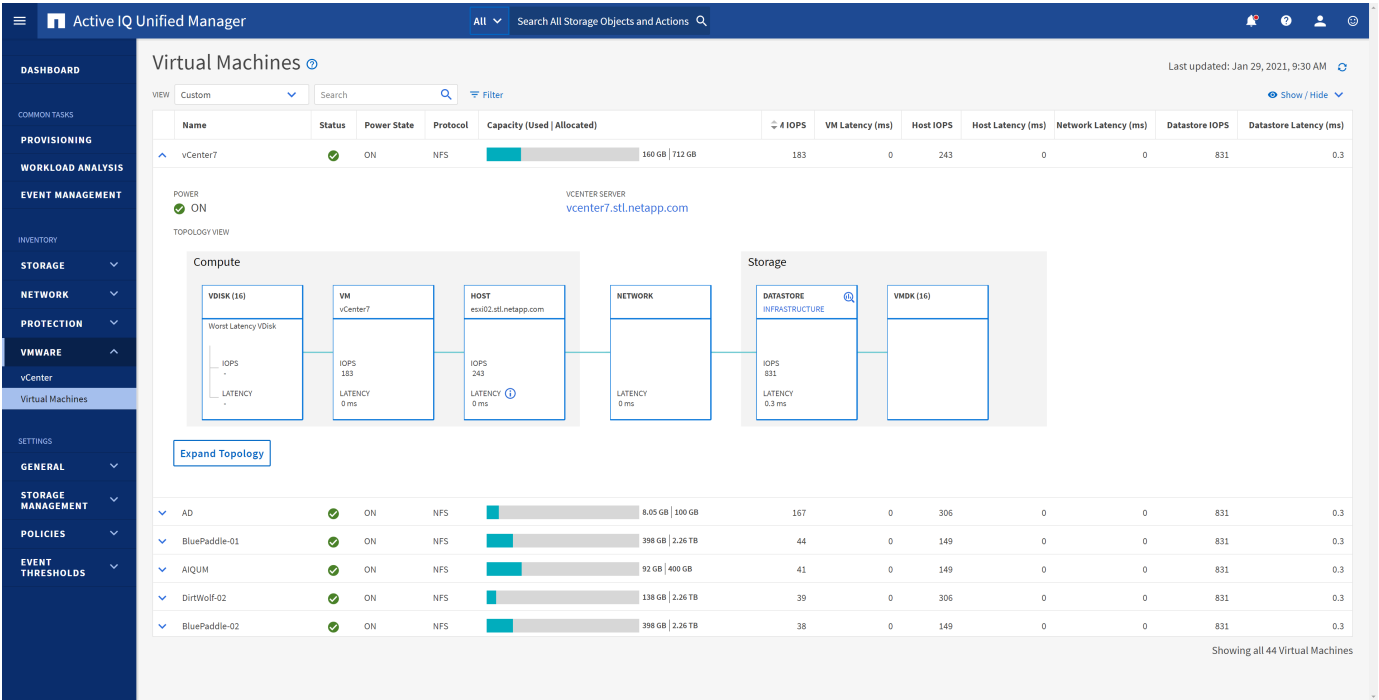 Active IQ Unified Manager
All
Search All Storage Objects and Actions
DASHBOARD
COMMON TASKS
PROVISIONING
WORKLOAD ANALYSIS
EVENT MANAGEMENT
INVENTORY
STORAGE
NETWORK
PROTECTION
VMWARE
vCenter
Virtual Machines
SETTINGS
GENERAL
STORAGE
MANAGEMENT
POLICIES
EVENT
THRESHOLDS
Virtual Machines
Last updated: Jan 29, 2021, 9:30 AM
VIEW Custom Search Filter Show / Hide
Name Status Power State Protocol Capacity (Used | Allocated) IOPS VM Latency (ms) Host IOPS Host Latency (ms) Network Latency (ms) Datastore IOPS Datastore Latency (ms)
vCenter7 ON NFS 160 GB | 712 GB 183 0 243 0 0 831 0.3
POWER
ON
VCENTER SERVER
vcenter7.stl.netapp.com
TOPOLOGY VIEW
Compute
VDISK (16)
Worst Latency VDisk
IOPS
-
LATENCY
-
VM
vCenter7
IOPS
183
LATENCY
0 ms
HOST
esxi02.stl.netapp.com
IOPS
243
LATENCY
0 ms
NETWORK
LATENCY
0 ms
Storage
DATASTORE
INFRASTRUCTURE
IOPS
831
LATENCY
0.3 ms
VMDK (16)
Expand Topology
AD ON NFS 8.05 GB | 100 GB 167 0 306 0 0 831 0.3
BluePaddle-01 ON NFS 398 GB | 2.26 TB 44 0 149 0 0 831 0.3
AIQUM ON NFS 92 GB | 400 GB 41 0 149 0 0 831 0.3
DirtWolf-02 ON NFS 138 GB | 2.26 TB 39 0 306 0 0 831 0.3
BluePaddle-02 ON NFS 398 GB | 2.26 TB 38 0 149 0 0 831 0.3
Showing all 44 Virtual Machines